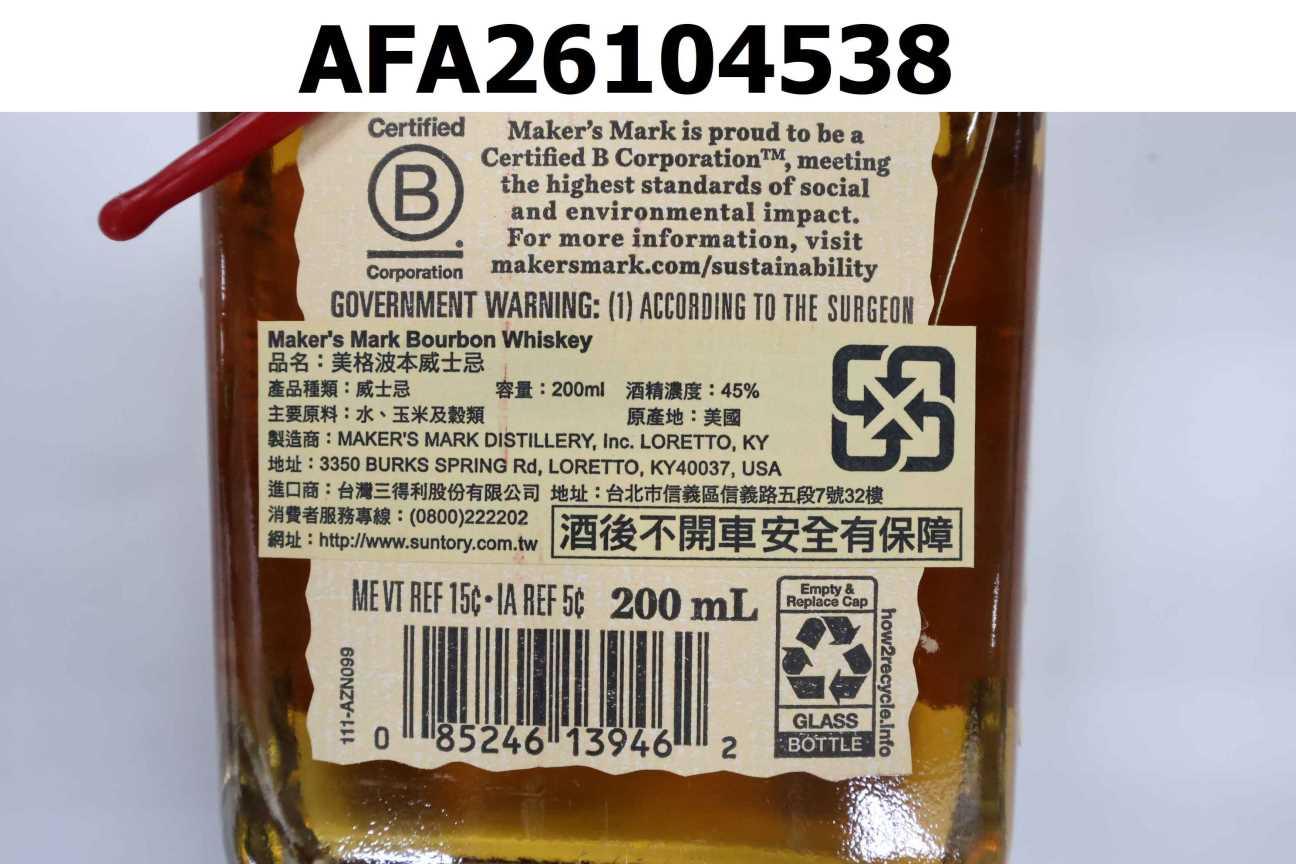 AFA26104538
Certified
B
Corporation
Maker's Mark is proud to be a
Certified B Corporation™, meeting
the highest standards of social
and environmental impact.
For more information, visit
makersmark.com/sustainability
GOVERNMENT WARNING: (1) ACCORDING TO THE SURGEON
Maker's Mark Bourbon Whiskey
品名：美格波本威士忌
產品種類：威士忌 容量：200ml 酒精濃度：45%
主要原料：水、玉米及穀類 原產地：美國
製造商：MAKER'S MARK DISTILLERY, Inc. LORETTO, KY
地址：3350 BURKS SPRING Rd, LORETTO, KY40037, USA
進口商：台灣三得利股份有限公司 地址：台北市信義區信義路五段7號32樓
消費者服務專線：(0800)222202
網址：http://www.suntory.com.tw
酒後不開車安全有保障
ME VT REF 15¢•IA REF 5¢ 200 mL
Empty &
Replace Cap
GLASS
BOTTLE
how2recycle.info
111-AZN099
0 85246 13946 2